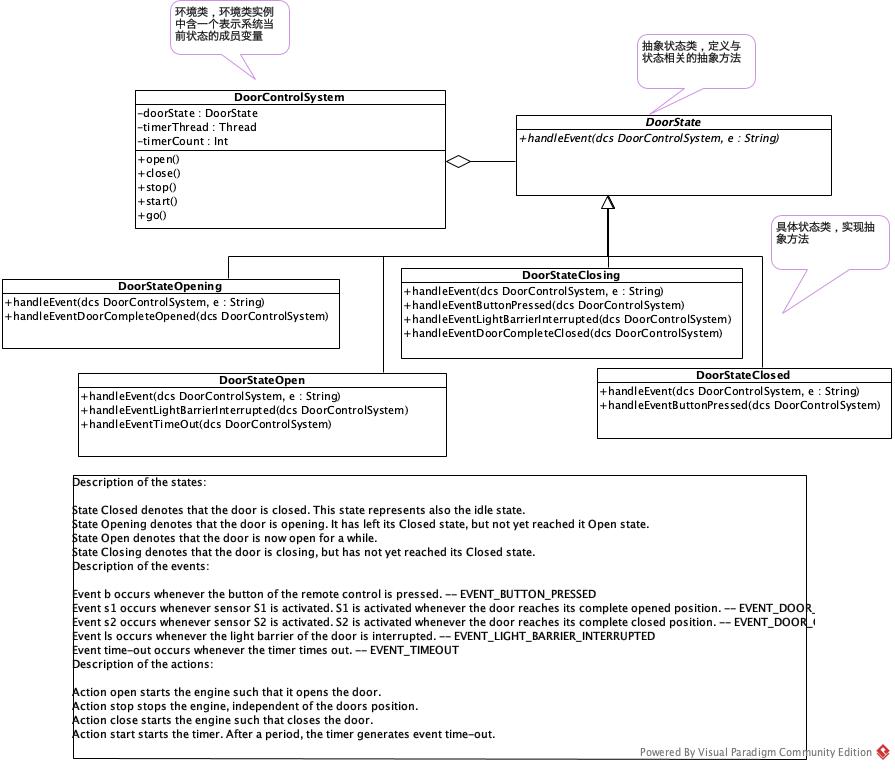 环境类，环境类实例
中含一个表示系统当
前状态的成员变量
抽象状态类，定义与
状态相关的抽象方法
DoorControlSystem
-doorState : DoorState
-timerThread : Thread
-timerCount : Int
+open()
+close()
+stop()
+start()
+go()
DoorState
+handleEvent(dcs DoorControlSystem, e : String)
具体状态类，实现抽
象方法
DoorStateOpening
+handleEvent(dcs DoorControlSystem, e : String)
+handleEventDoorCompleteOpened(dcs DoorControlSystem)
DoorStateClosing
+handleEvent(dcs DoorControlSystem, e : String)
+handleEventButtonPressed(dcs DoorControlSystem)
+handleEventLightBarrierInterrupted(dcs DoorControlSystem)
+handleEventDoorCompleteClosed(dcs DoorControlSystem)
DoorStateOpen
+handleEvent(dcs DoorControlSystem, e : String)
+handleEventLightBarrierInterrupted(dcs DoorControlSystem)
+handleEventTimeOut(dcs DoorControlSystem)
DoorStateClosed
+handleEvent(dcs DoorControlSystem, e : String)
+handleEventButtonPressed(dcs DoorControlSystem)
Description of the states:
State Closed denotes that the door is closed. This state represents also the idle state.
State Opening denotes that the door is opening. It has left its Closed state, but not yet reached it Open state.
State Open denotes that the door is now open for a while.
State Closing denotes that the door is closing, but has not yet reached its Closed state.
Description of the events:
Event b occurs whenever the button of the remote control is pressed. -- EVENT_BUTTON_PRESSED
Event s1 occurs whenever sensor S1 is activated. S1 is activated whenever the door reaches its complete opened position. -- EVENT_DOOR_
Event s2 occurs whenever sensor S2 is activated. S2 is activated whenever the door reaches its complete closed position. -- EVENT_DOOR_
Event ls occurs whenever the light barrier of the door is interrupted. -- EVENT_LIGHT_BARRIER_INTERRUPTED
Event time-out occurs whenever the timer times out. -- EVENT_TIMEOUT
Description of the actions:
Action open starts the engine such that it opens the door.
Action stop stops the engine, independent of the doors position.
Action close starts the engine such that closes the door.
Action start starts the timer. After a period, the timer generates event time-out.
Powered By Visual Paradigm Community Edition